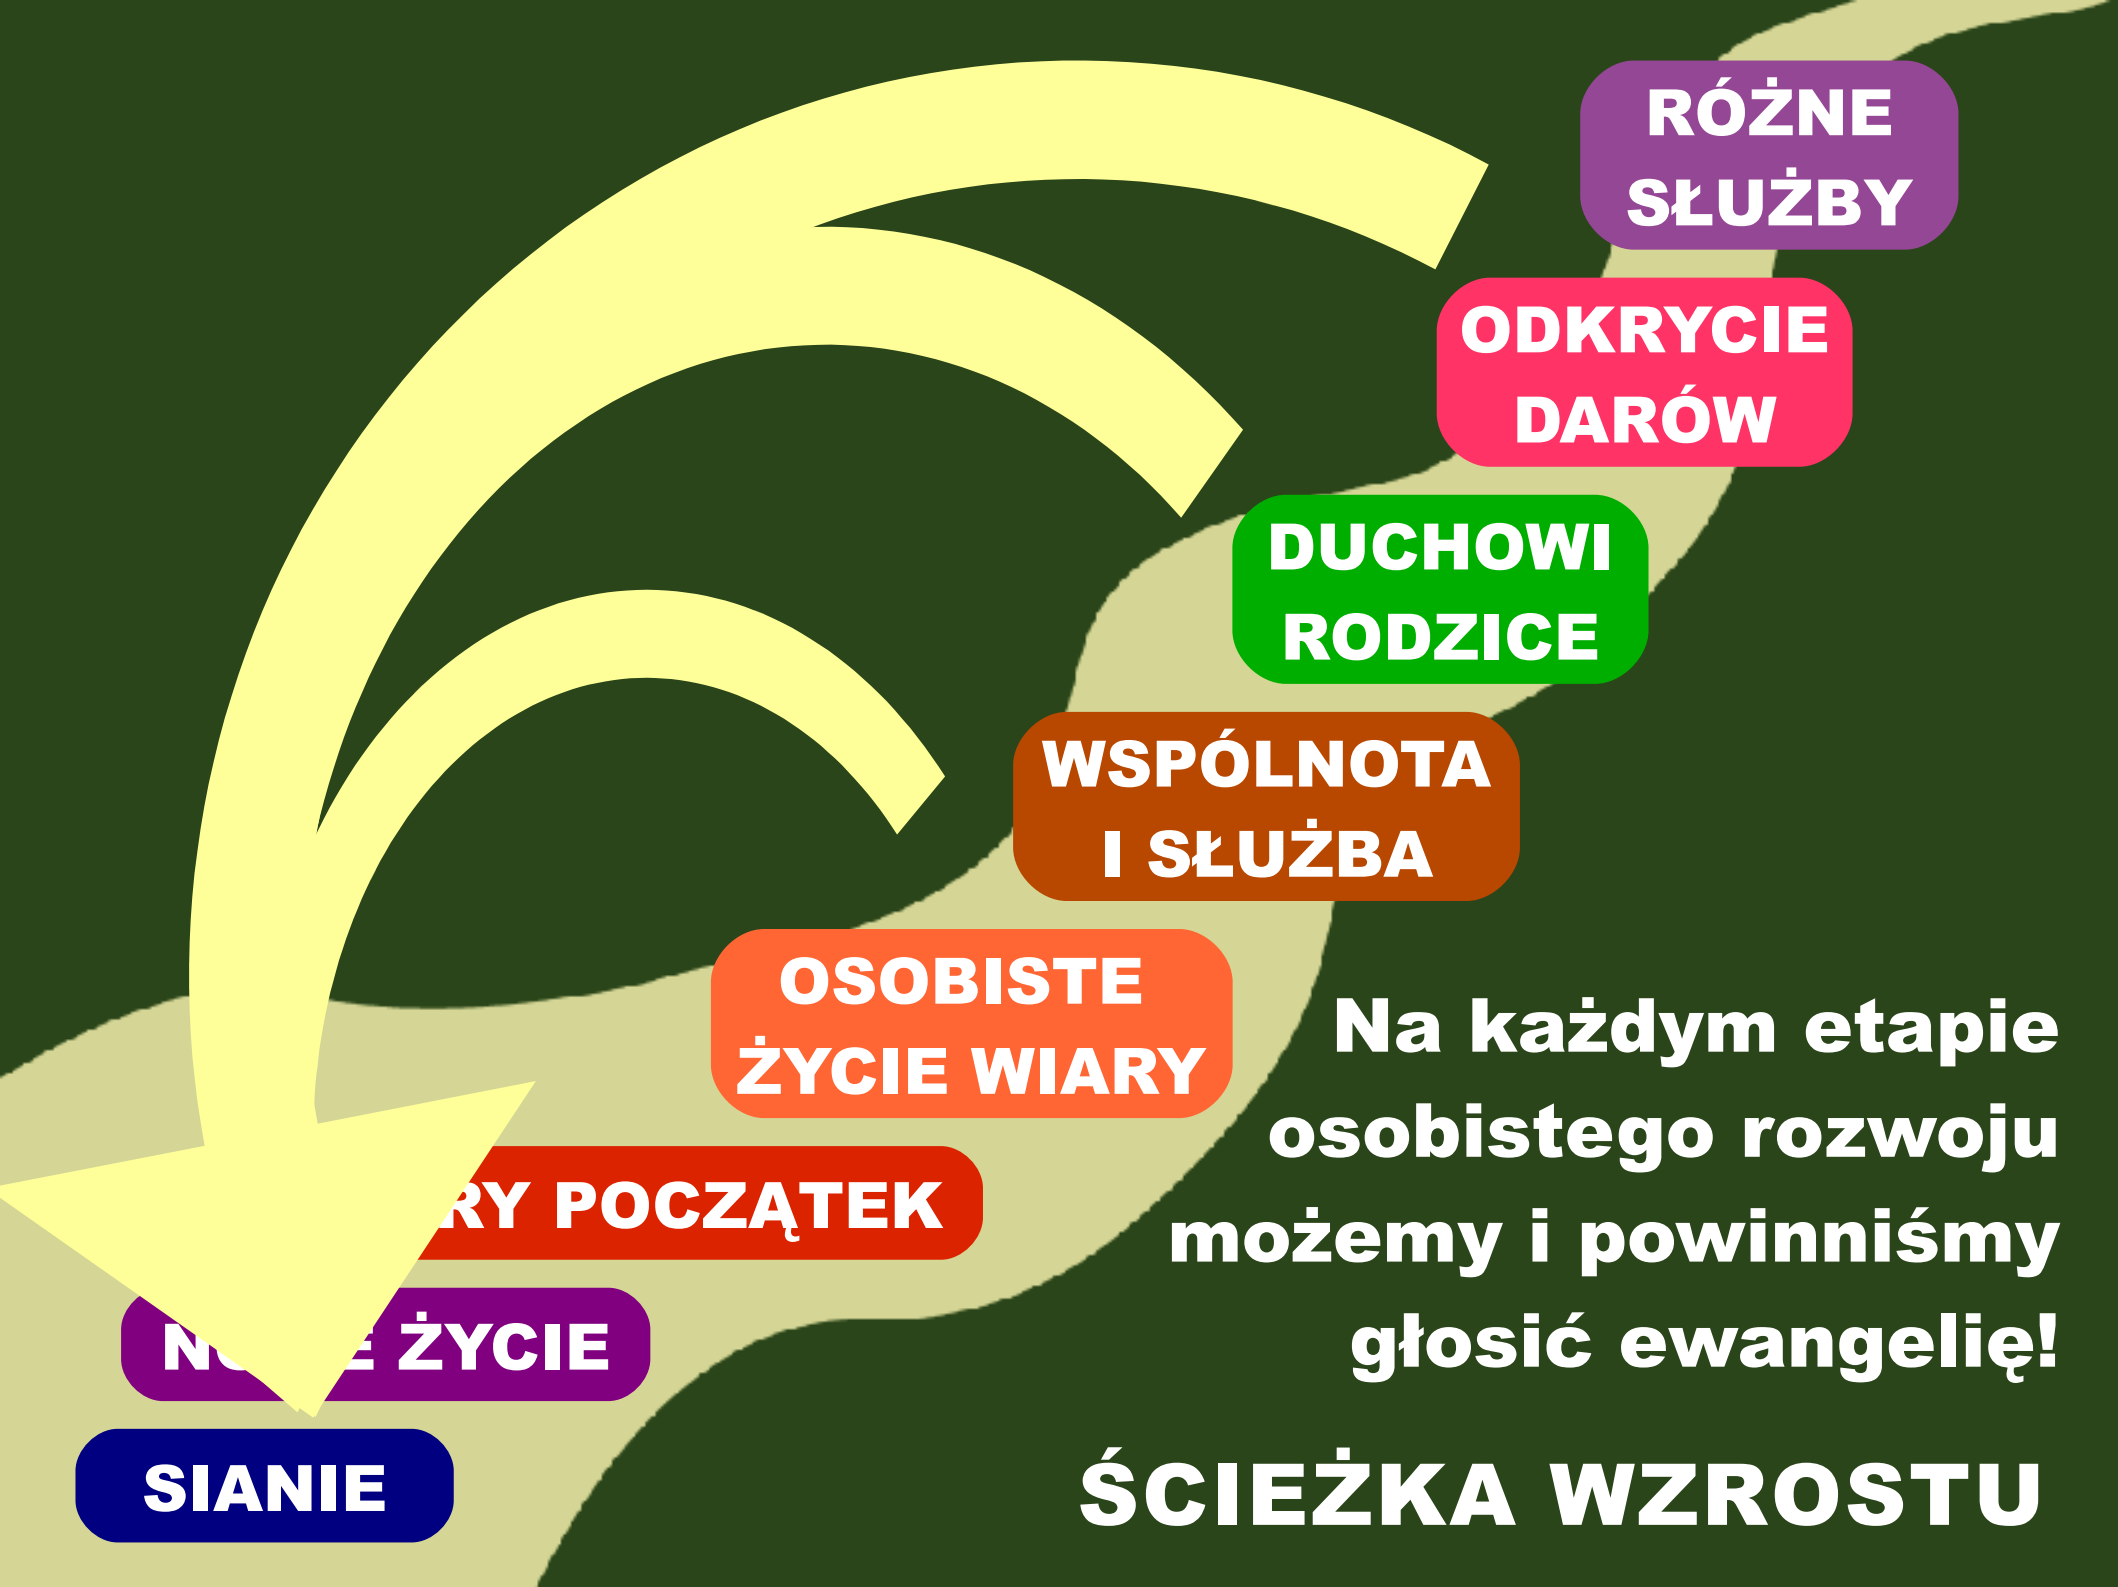 RÓŻNE
SŁUŻBY
ODKRYCIE
DARÓW
DUCHOWI
RODZICE
WSPÓLNOTA
I SŁUŻBA
OSOBISTE
ŻYCIE WIARY
POCZĄTEK
ŻYCIE
SIANIE
Na każdym etapie
osobistego rozwoju
możemy i powinniśmy
głosić ewangelię!
ŚCIEŻKA WZROSTU